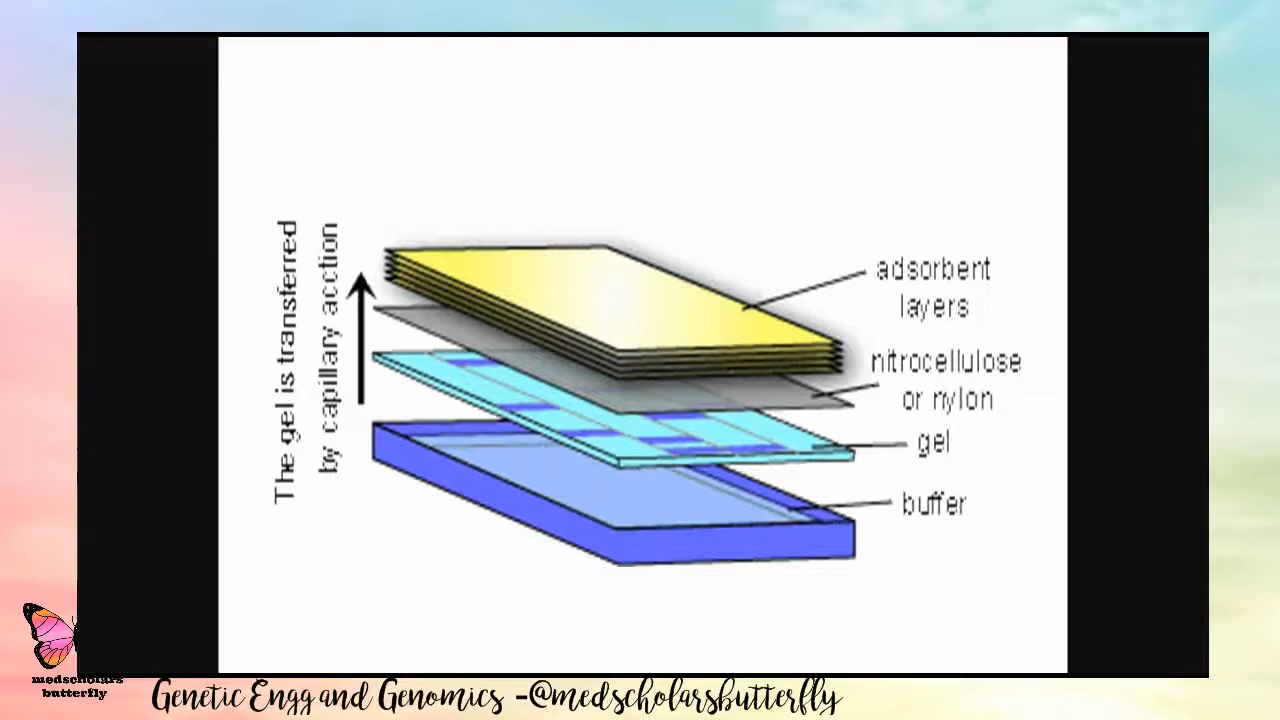 The gel is transferred
by capillary acction
adsorbent
layers
nitrocellulose
or nylon
gel
buffer
medscholars
butterfly
Genetic Engg and Genomics -@medscholarsbutterfly